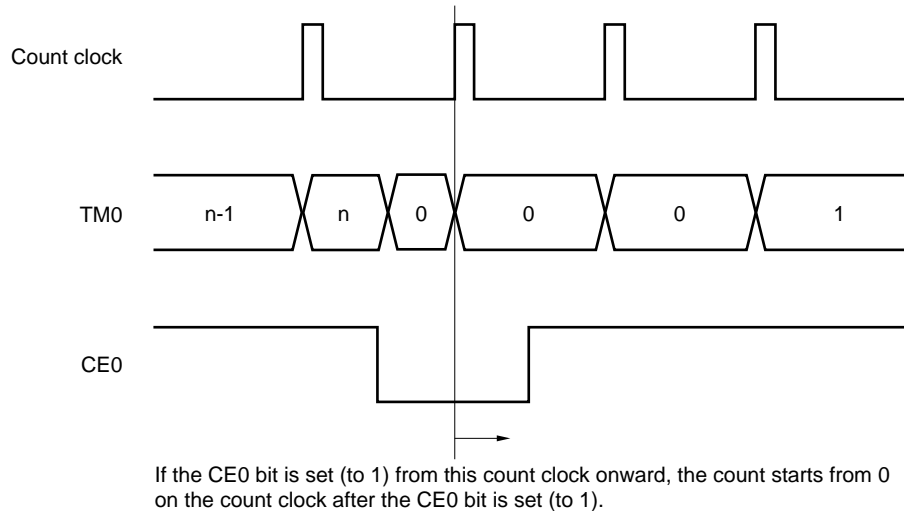 Count clock
TM0
n-1
n
0
0
0
1
CE0
If the CE0 bit is set (to 1) from this count clock onward, the count starts from 0
on the count clock after the CE0 bit is set (to 1).